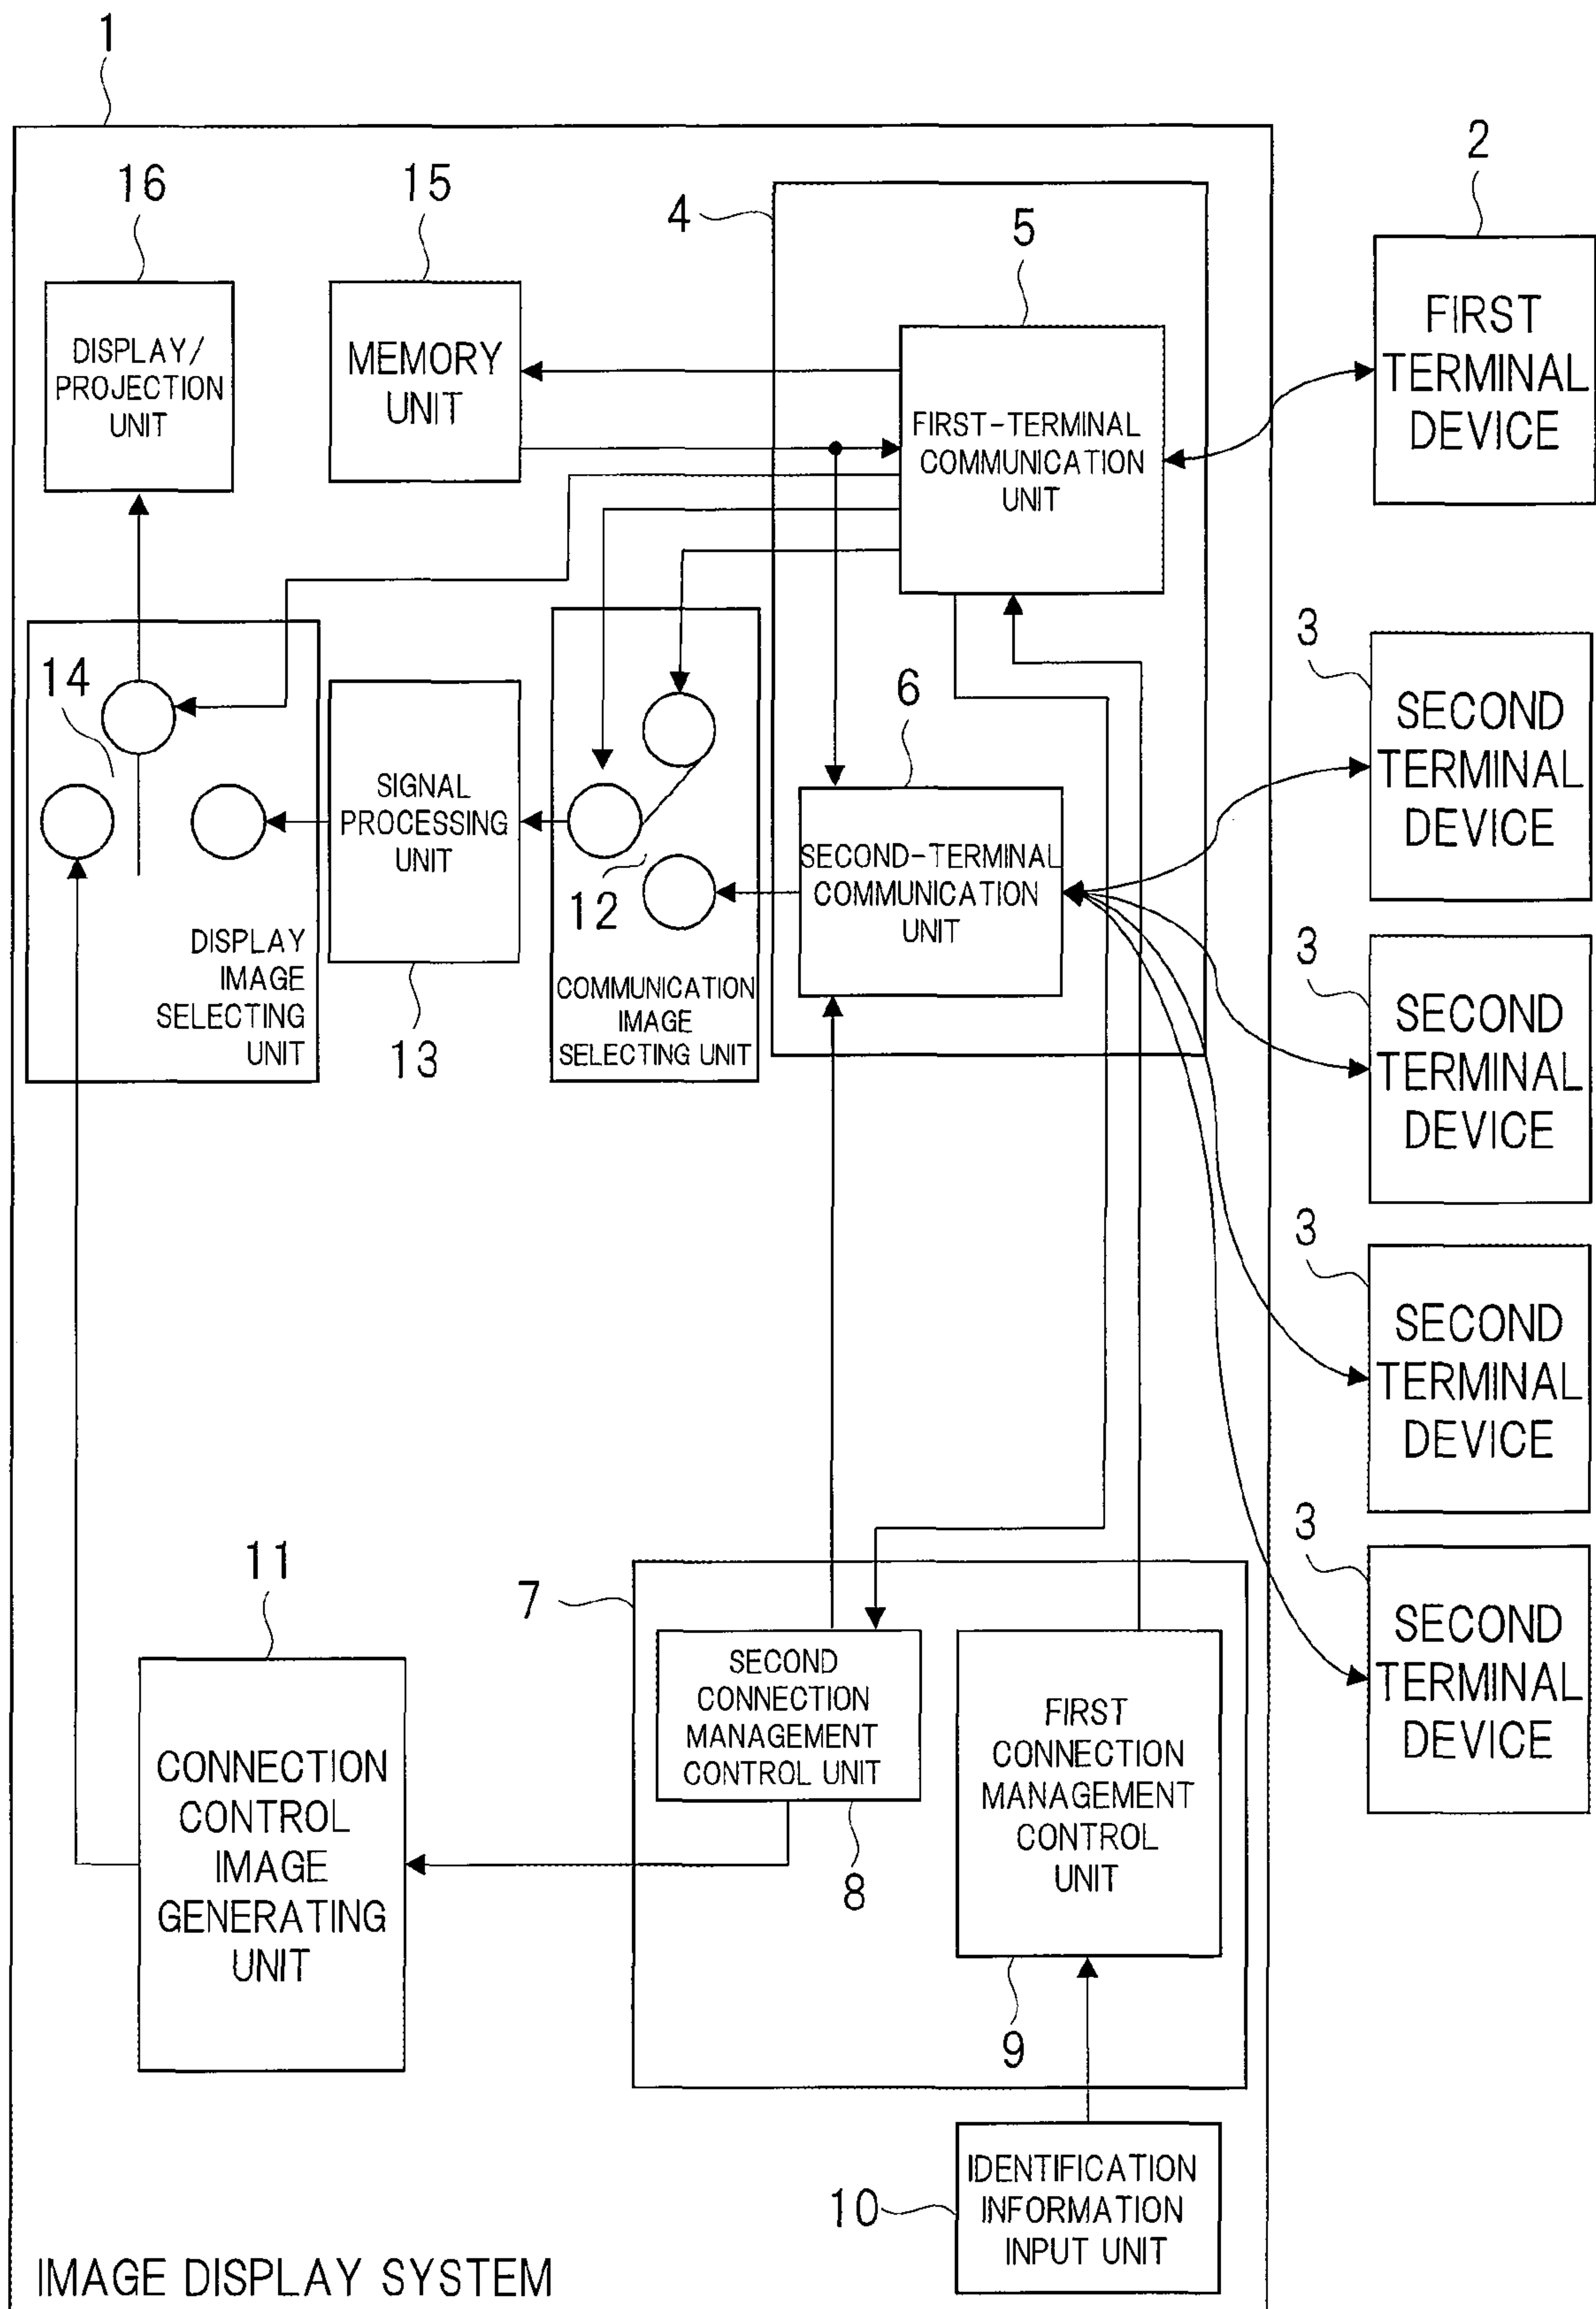 1
16
15
4
5
2
DISPLAY/
PROJECTION
UNIT
MEMORY
UNIT
FIRST-TERMINAL
COMMUNICATION
UNIT
FIRST
TERMINAL
DEVICE
14
DISPLAY
IMAGE
SELECTING
UNIT
SIGNAL
PROCESSING
UNIT
13
12
COMMUNICATION
IMAGE
SELECTING UNIT
6
SECOND-TERMINAL
COMMUNICATION
UNIT
3
SECOND
TERMINAL
DEVICE
3
SECOND
TERMINAL
DEVICE
3
SECOND
TERMINAL
DEVICE
3
SECOND
TERMINAL
DEVICE
11
CONNECTION
CONTROL
IMAGE
GENERATING
UNIT
7
SECOND
CONNECTION
MANAGEMENT
CONTROL UNIT
8
FIRST
CONNECTION
MANAGEMENT
CONTROL
UNIT
9
10
IDENTIFICATION
INFORMATION
INPUT UNIT
IMAGE DISPLAY SYSTEM